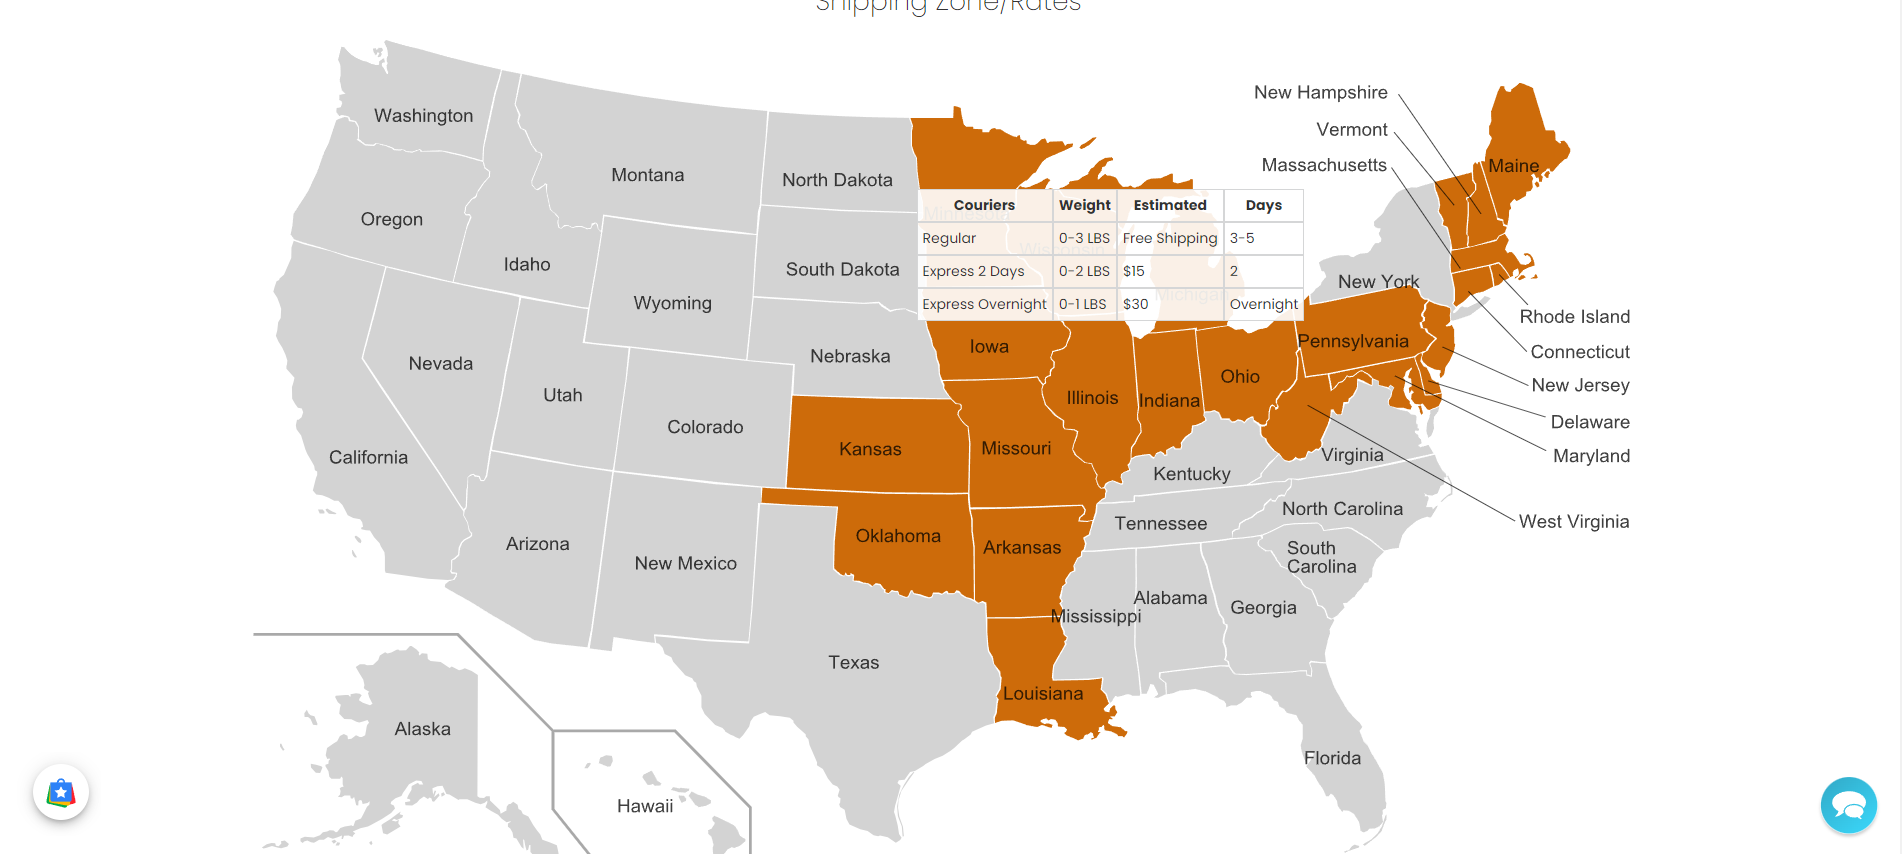 Shipping Zone/Rates
New Hampshire
Vermont
Massachusetts
Maine
Washington
Montana
North Dakota
Oregon
Idaho
South Dakota
Wyoming
Minnesota
Wisconsin
Michigan
Couriers Weight Estimated Days
Regular 0-3 LBS Free Shipping 3-5
Express 2 Days 0-2 LBS $15 2
Express Overnight 0-1 LBS $30 Overnight
New York
Rhode Island
Connecticut
New Jersey
Delaware
Maryland
West Virginia
Nevada
Utah
Colorado
Nebraska
Iowa
Illinois
Indiana
Ohio
Pennsylvania
California
Kansas
Missouri
Kentucky
Virginia
Arizona
New Mexico
Oklahoma
Arkansas
Tennessee
North Carolina
South
Carolina
Texas
Louisiana
Mississippi
Alabama
Georgia
Florida
Alaska
Hawaii